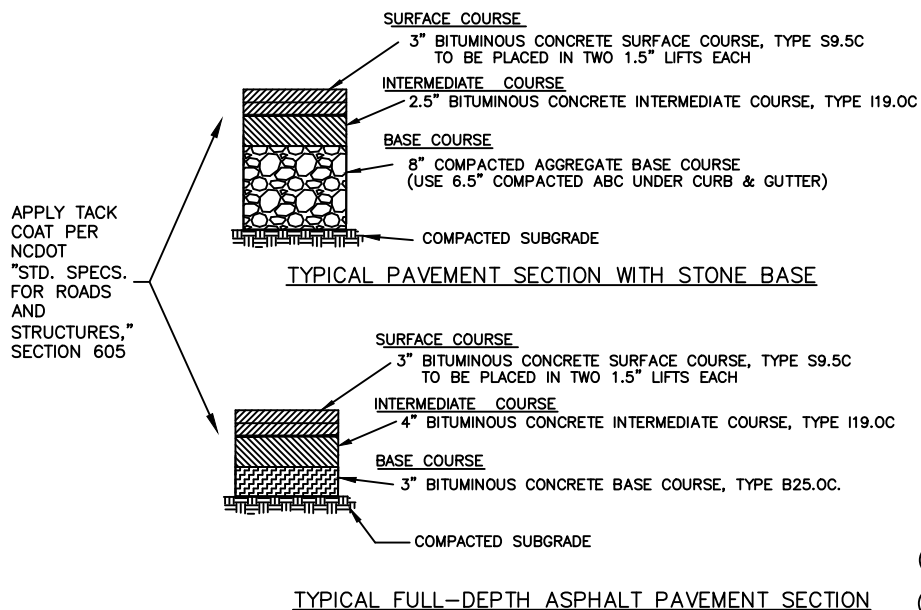 SURFACE COURSE
3" BITUMINOUS CONCRETE SURFACE COURSE, TYPE S9.5C
TO BE PLACED IN TWO 1.5" LIFTS EACH
INTERMEDIATE COURSE
2.5" BITUMINOUS CONCRETE INTERMEDIATE COURSE, TYPE I19.0C
BASE COURSE
8" COMPACTED AGGREGATE BASE COURSE
(USE 6.5" COMPACTED ABC UNDER CURB & GUTTER)
COMPACTED SUBGRADE
TYPICAL PAVEMENT SECTION WITH STONE BASE
APPLY TACK
COAT PER
NCDOT
"STD. SPECS.
FOR ROADS
AND
STRUCTURES,"
SECTION 605
SURFACE COURSE
3" BITUMINOUS CONCRETE SURFACE COURSE, TYPE S9.5C
TO BE PLACED IN TWO 1.5" LIFTS EACH
INTERMEDIATE COURSE
4" BITUMINOUS CONCRETE INTERMEDIATE COURSE, TYPE I19.0C
BASE COURSE
3" BITUMINOUS CONCRETE BASE COURSE, TYPE B25.0C.
COMPACTED SUBGRADE
TYPICAL FULL-DEPTH ASPHALT PAVEMENT SECTION